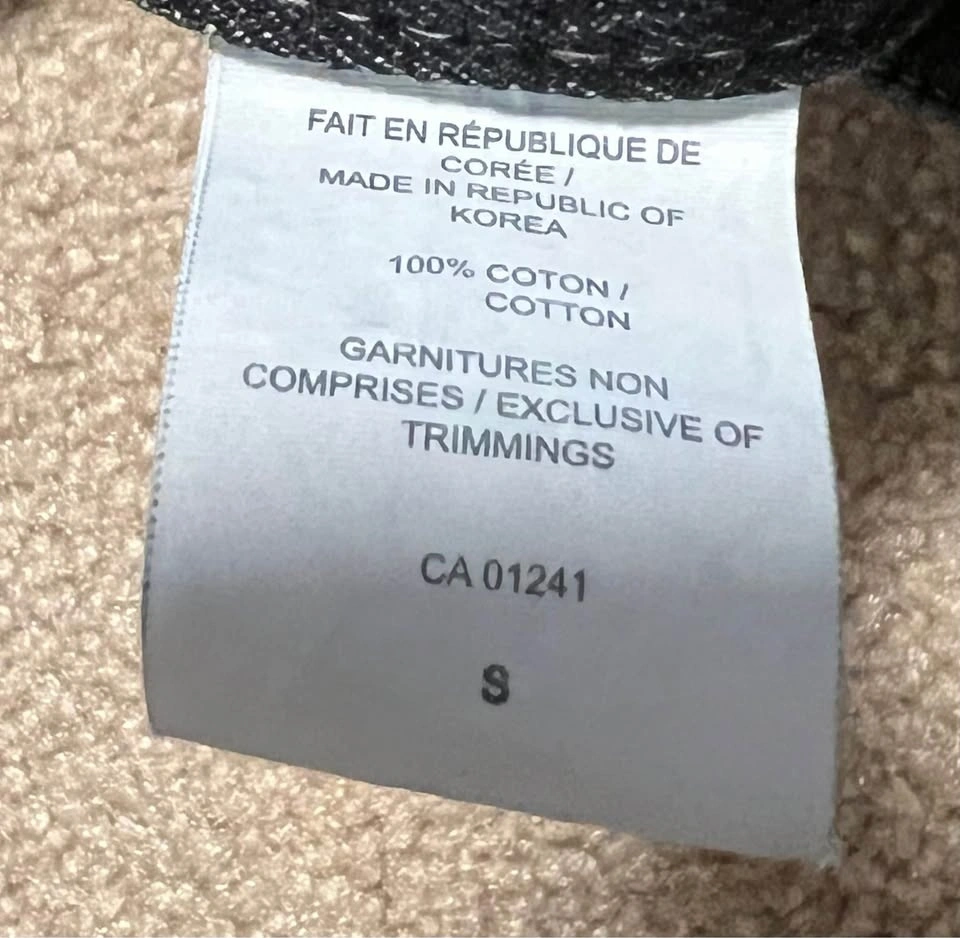 FAIT EN RÉPUBLIQUE DE
CORÉE /
MADE IN REPUBLIC OF
KOREA
100% COTON /
COTTON
GARNITURES NON
COMPRISES / EXCLUSIVE OF
TRIMMINGS
CA 01241
S